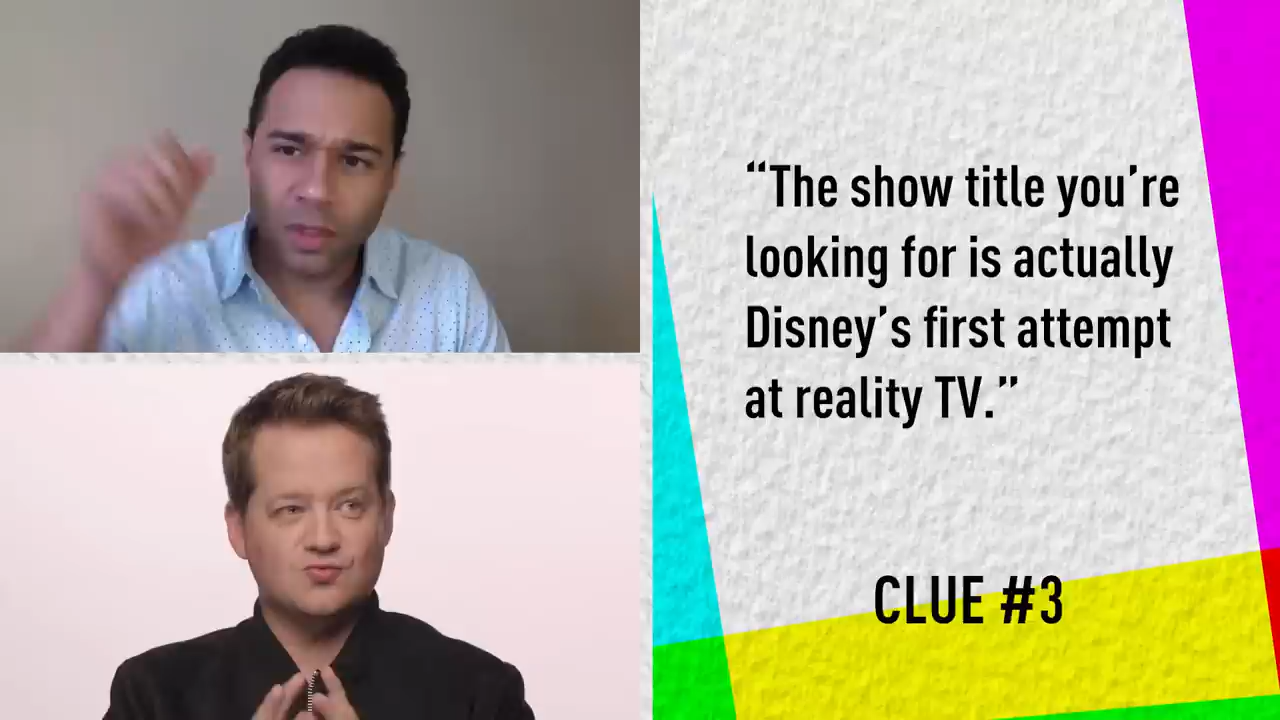 “The show title you’re
looking for is actually
Disney’s first attempt
at reality TV.”
CLUE #3